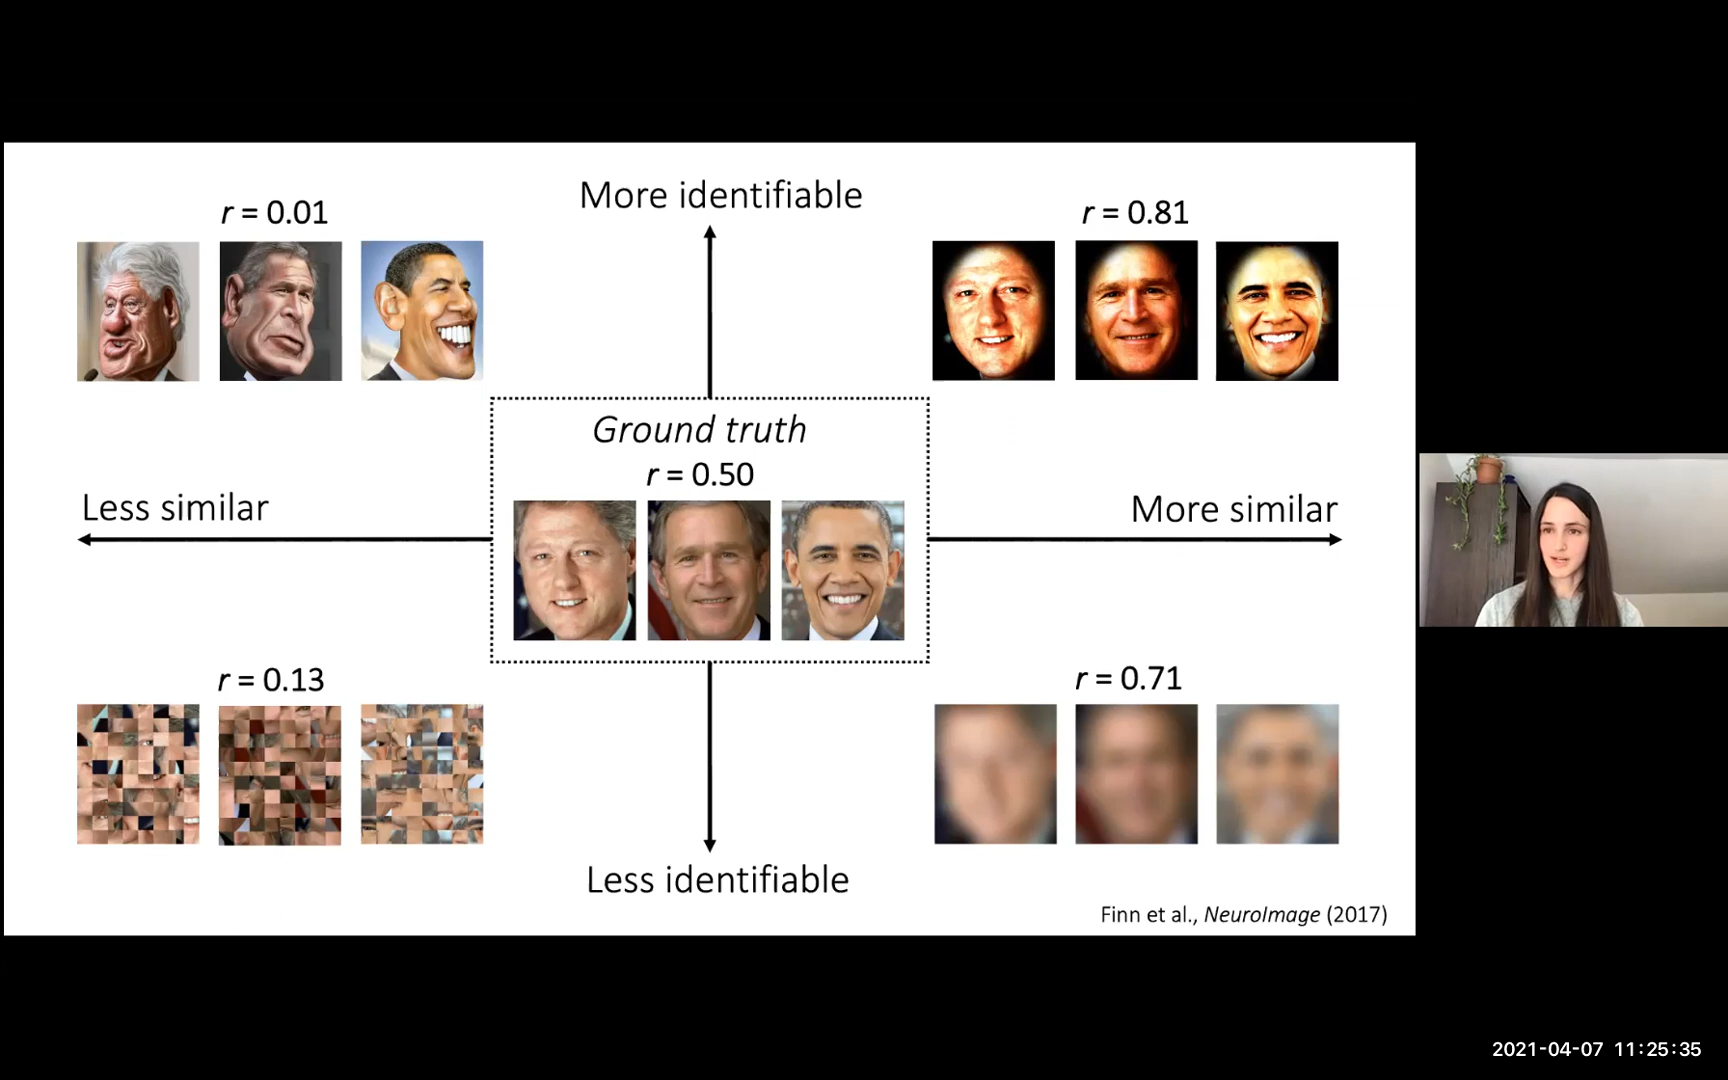 More identifiable
r = 0.01
r = 0.81
Ground truth
r = 0.50
Less similar
More similar
r = 0.13
r = 0.71
Less identifiable
Finn et al., NeuroImage (2017)
2021-04-07 11:25:35